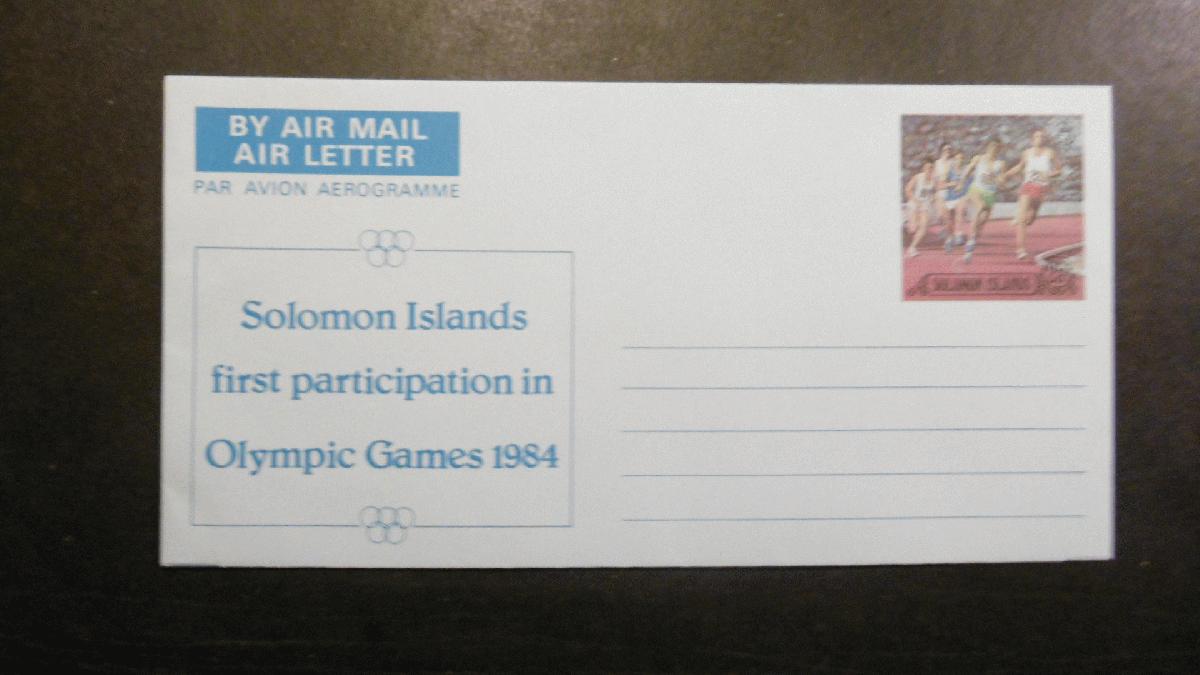 BY AIR MAIL
AIR LETTER
PAR AVION AEROGRAMME
Solomon Islands
first participation in
Olympic Games 1984
SOLOMON ISLANDS